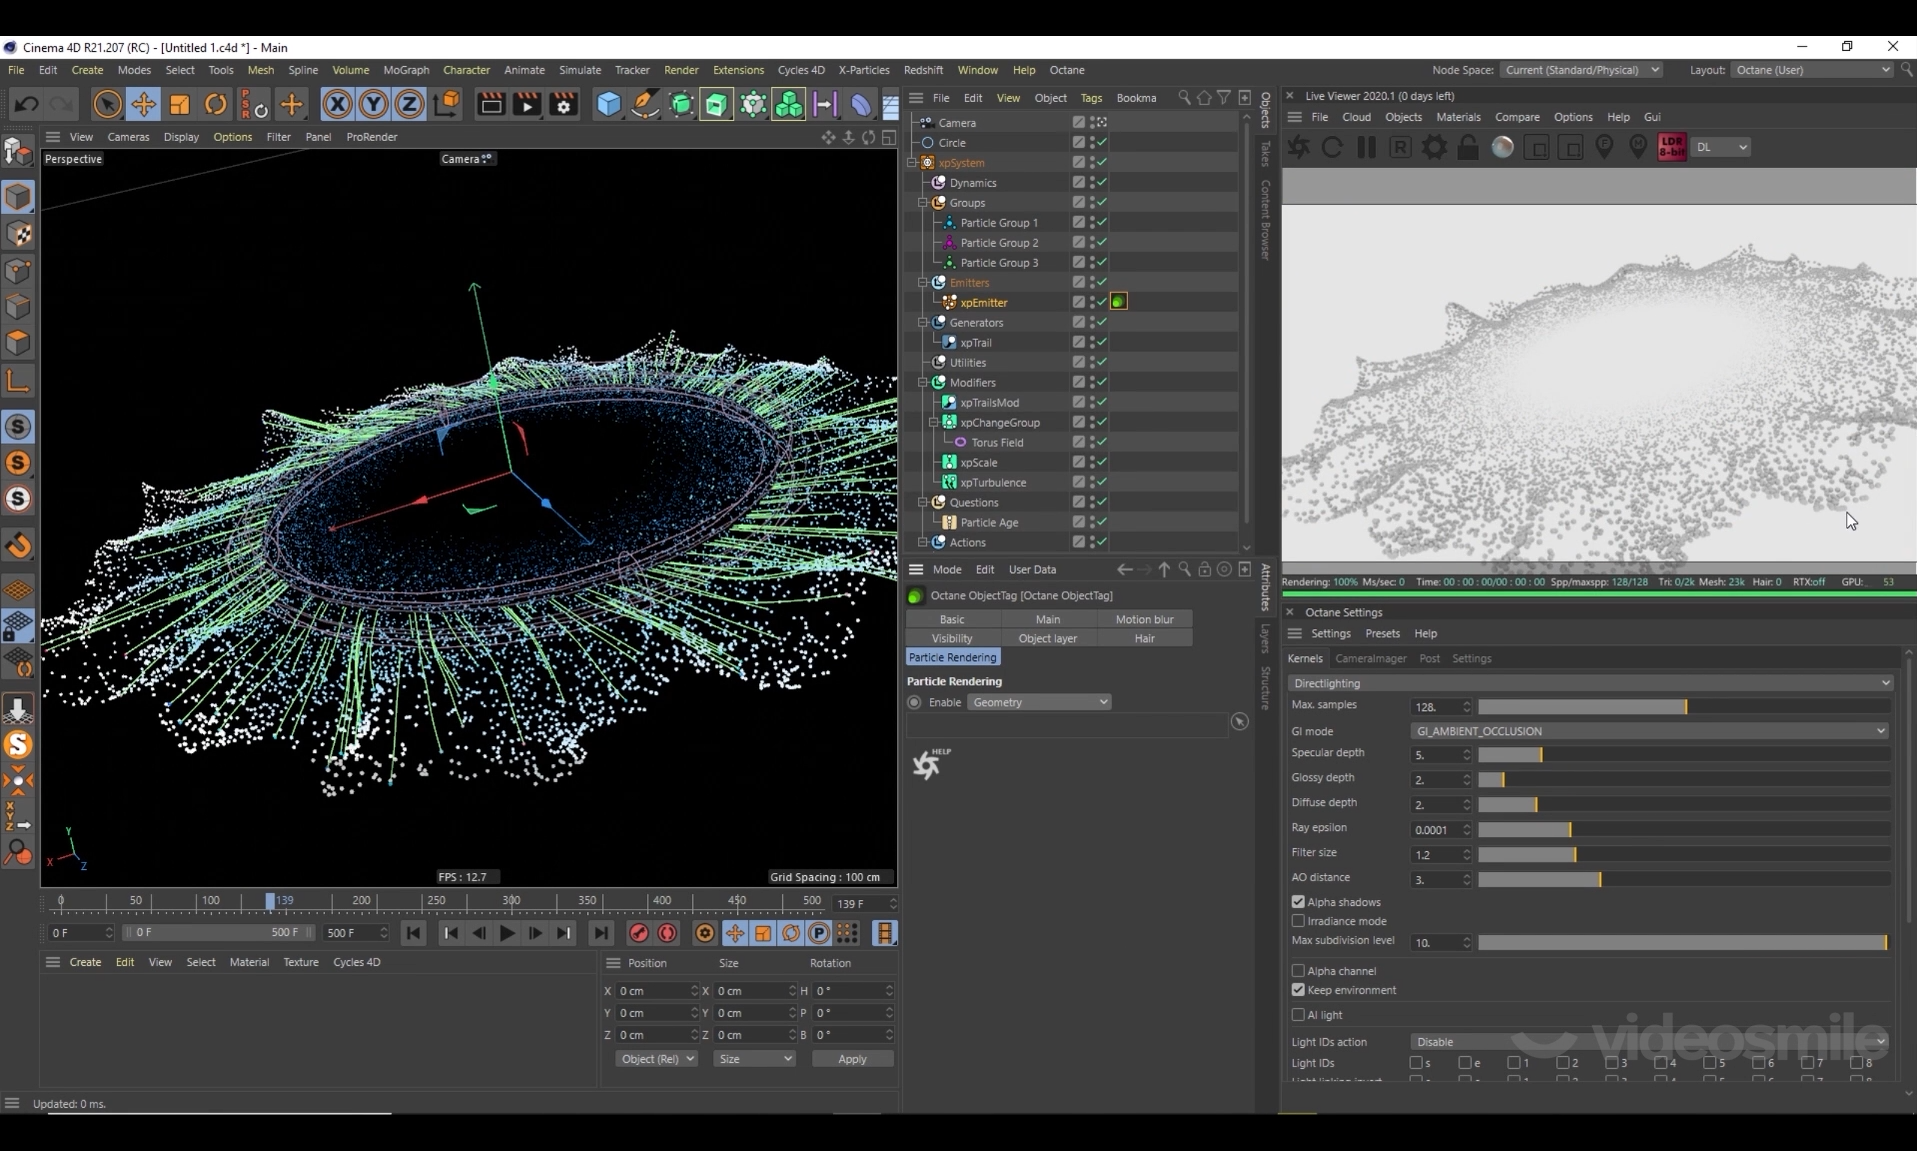 Cinema 4D R21.207 (RC) - [Untitled 1.c4d *] - Main
File Edit Create Modes Select Tools Mesh Spline Volume MoGraph Character Animate Simulate Tracker Render Extensions Cycles 4D X-Particles Redshift Window Help Octane
Node Space: Current (Standard/Physical) Layout: Octane (User)
PSR X Y Z
View Cameras Display Options Filter Panel ProRender
Perspective
Camera
Y
X
Z
FPS : 12.7
Grid Spacing : 100 cm
0 50 100 139 200 250 300 350 400 450 500 139 F
0 F 0 F 500 F 500 F
Create Edit View Select Material Texture Cycles 4D
Position Size Rotation
X 0 cm X 0 cm H 0 °
Y 0 cm Y 0 cm P 0 °
Z 0 cm Z 0 cm B 0 °
Object (Rel) Size Apply
Updated: 0 ms.
File Edit View Object Tags Bookma
Camera
Circle
xpSystem
Dynamics
Groups
Particle Group 1
Particle Group 2
Particle Group 3
Emitters
xpEmitter
Generators
xpTrail
Utilities
Modifiers
xpTrailsMod
xpChangeGroup
Torus Field
xpScale
xpTurbulence
Questions
Particle Age
Actions
Objects
Takes
Content Browser
Attributes
Layers
Structure
Mode Edit User Data
Octane ObjectTag [Octane ObjectTag]
Basic Main Motion blur
Visibility Object layer Hair
Particle Rendering
Particle Rendering
Enable Geometry
HELP
Live Viewer 2020.1 (0 days left)
File Cloud Objects Materials Compare Options Help Gui
R F M LDR 8-bit DL
Rendering: 100% Ms/sec: 0 Time: 00 : 00 : 00/00 : 00 : 00 Spp/maxspp: 128/128 Tri: 0/2k Mesh: 23k Hair: 0 RTX:off GPU: 53
Octane Settings
Settings Presets Help
Kernels CameraImager Post Settings
Directlighting
Max. samples 128.
GI mode GI_AMBIENT_OCCLUSION
Specular depth 5.
Glossy depth 2.
Diffuse depth 2.
Ray epsilon 0.0001
Filter size 1.2
AO distance 3.
Alpha shadows
Irradiance mode
Max subdivision level 10.
Alpha channel
Keep environment
AI light
Light IDs action Disable
Light IDs s e 1 2 3 4 5 6 7 8
videosmile